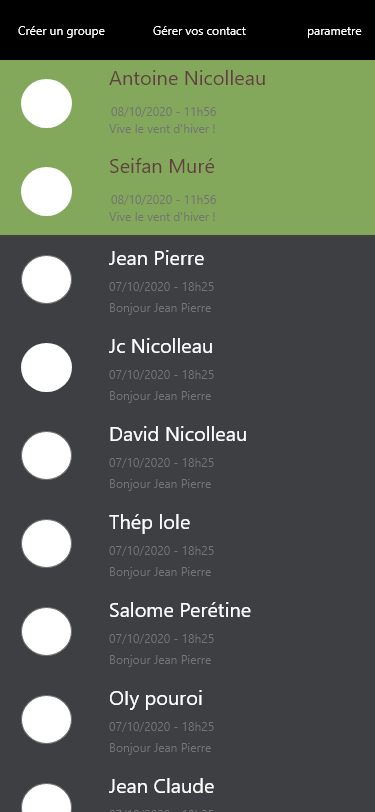 Créer un groupe Gérer vos contact parametre
Antoine Nicolleau
08/10/2020 - 11h56
Vive le vent d'hiver !
Seifan Muré
08/10/2020 - 11h56
Vive le vent d'hiver !
Jean Pierre
07/10/2020 - 18h25
Bonjour Jean Pierre
Jc Nicolleau
07/10/2020 - 18h25
Bonjour Jean Pierre
David Nicolleau
07/10/2020 - 18h25
Bonjour Jean Pierre
Thép lole
07/10/2020 - 18h25
Bonjour Jean Pierre
Salome Perétine
07/10/2020 - 18h25
Bonjour Jean Pierre
Oly pouroi
07/10/2020 - 18h25
Bonjour Jean Pierre
Jean Claude
07/10/2020 - 18h25